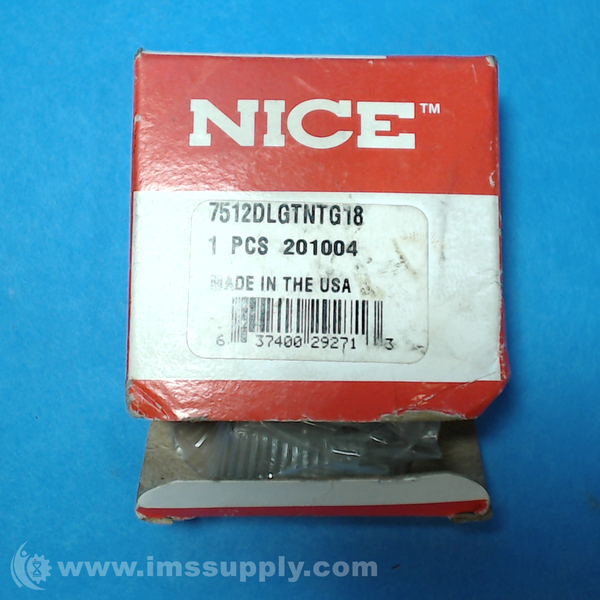 NICE™
7512DLGTNTG18
1 PCS 201004
MADE IN THE USA
6 37400 29271 3
www.imssupply.com